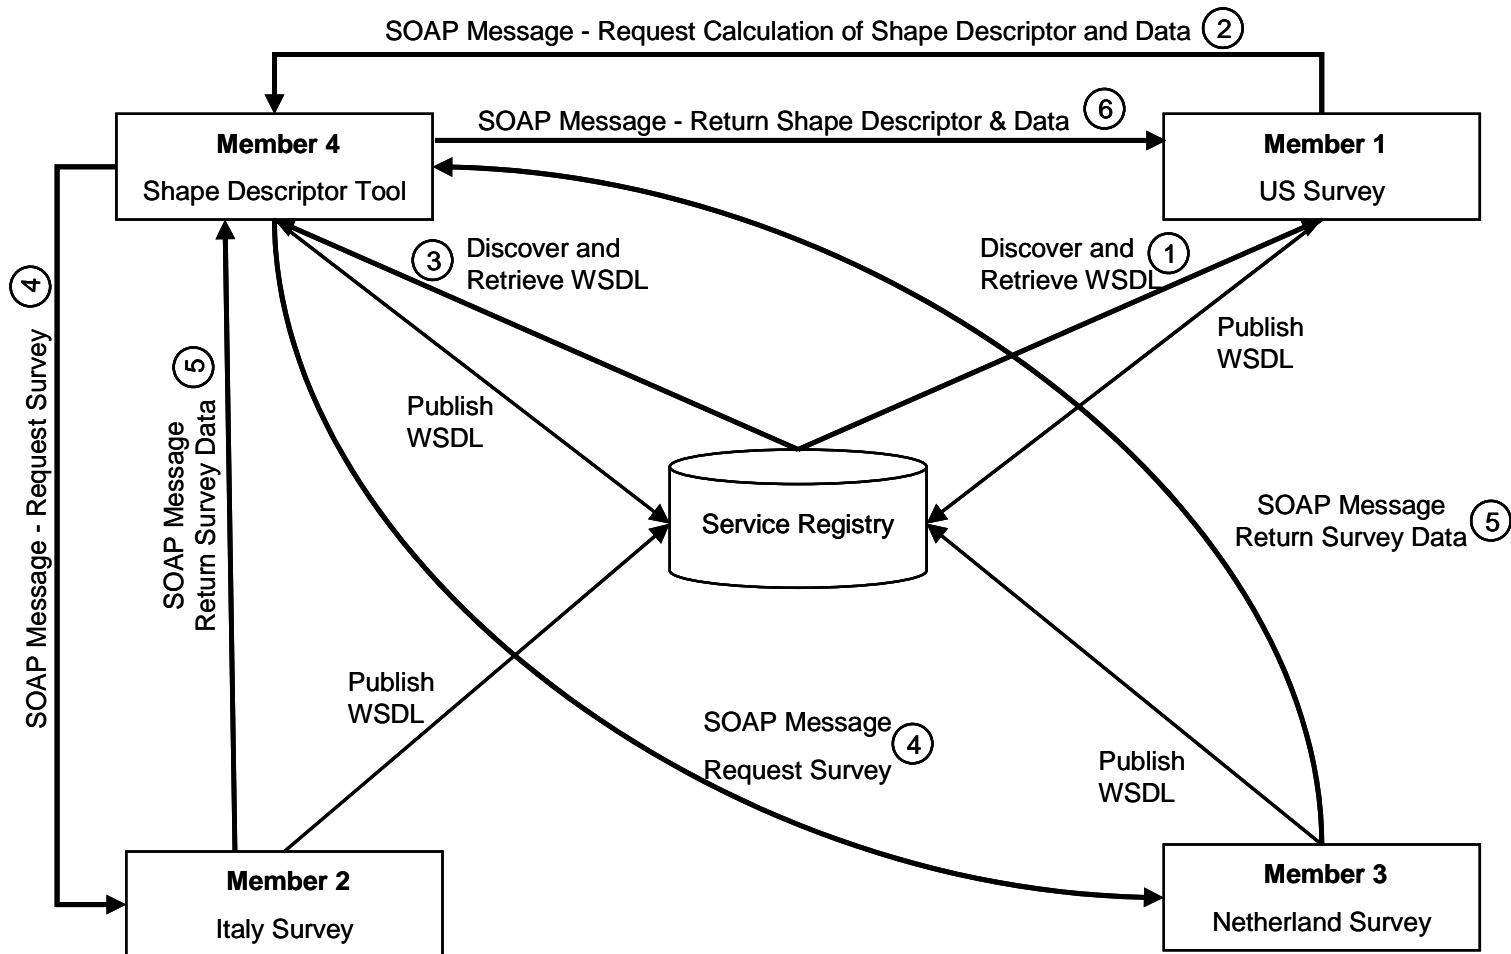 SOAP Message - Request Calculation of Shape Descriptor and Data 2
SOAP Message - Return Shape Descriptor & Data 6
Member 4
Shape Descriptor Tool
Member 1
US Survey
3 Discover and
Retrieve WSDL
Discover and 1
Retrieve WSDL
Publish
WSDL
Publish
WSDL
SOAP Message - Request Survey 4
SOAP Message
Return Survey Data 5
Service Registry
SOAP Message
Return Survey Data 5
Publish
WSDL
SOAP Message
Request Survey 4
Publish
WSDL
Member 2
Italy Survey
Member 3
Netherland Survey